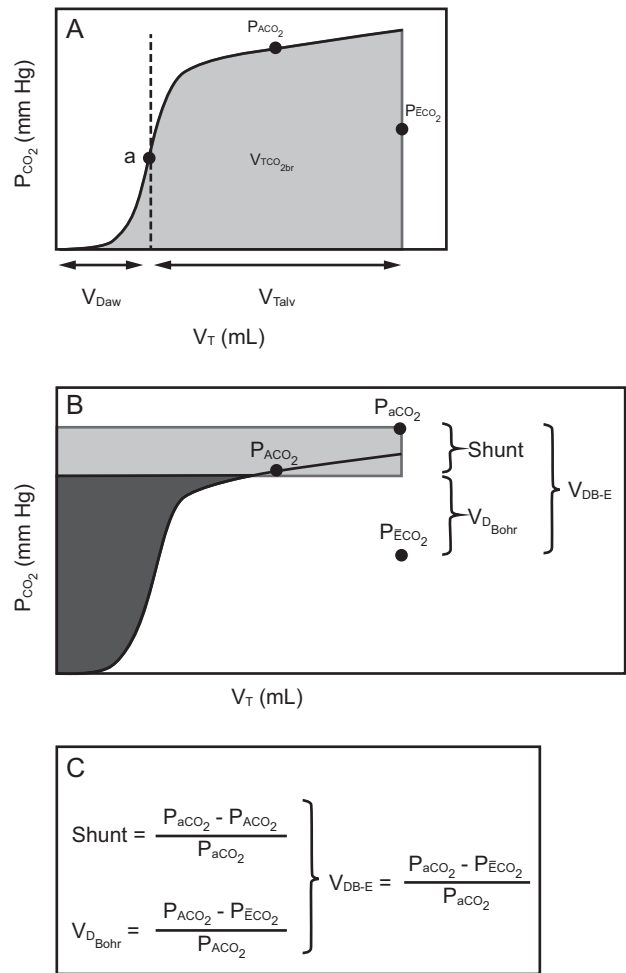 A
PACO2
PĒCO2
PCO2 (mm Hg)
a
VTCO2br
VDaw
VTalv
VT (mL)
B
PaCO2
PACO2
Shunt
VDB-E
VDBohr
PĒCO2
PCO2 (mm Hg)
VT (mL)
C
Shunt = PaCO2 - PACO2 / PaCO2
VDBohr = PACO2 - PĒCO2 / PACO2
VDB-E = PaCO2 - PĒCO2 / PaCO2